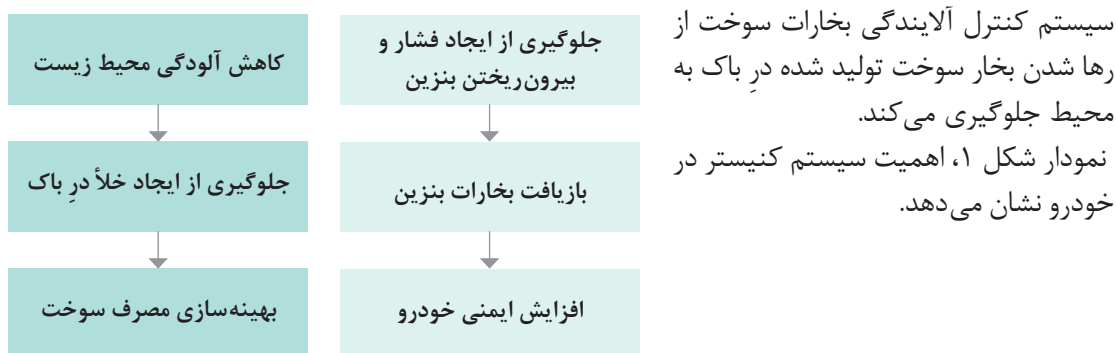 سیستم کنترل آلایندگی بخارات سوخت از
رها شدن بخار سوخت تولید شده درِ باک به
محیط جلوگیری می‌کند.
نمودار شکل ۱، اهمیت سیستم کنیستر در
خودرو نشان می‌دهد.
جلوگیری از ایجاد فشار و
بیرون‌ریختن بنزین
بازیافت بخارات بنزین
افزایش ایمنی خودرو
کاهش آلودگی محیط زیست
جلوگیری از ایجاد خلأ درِ باک
بهینه‌سازی مصرف سوخت